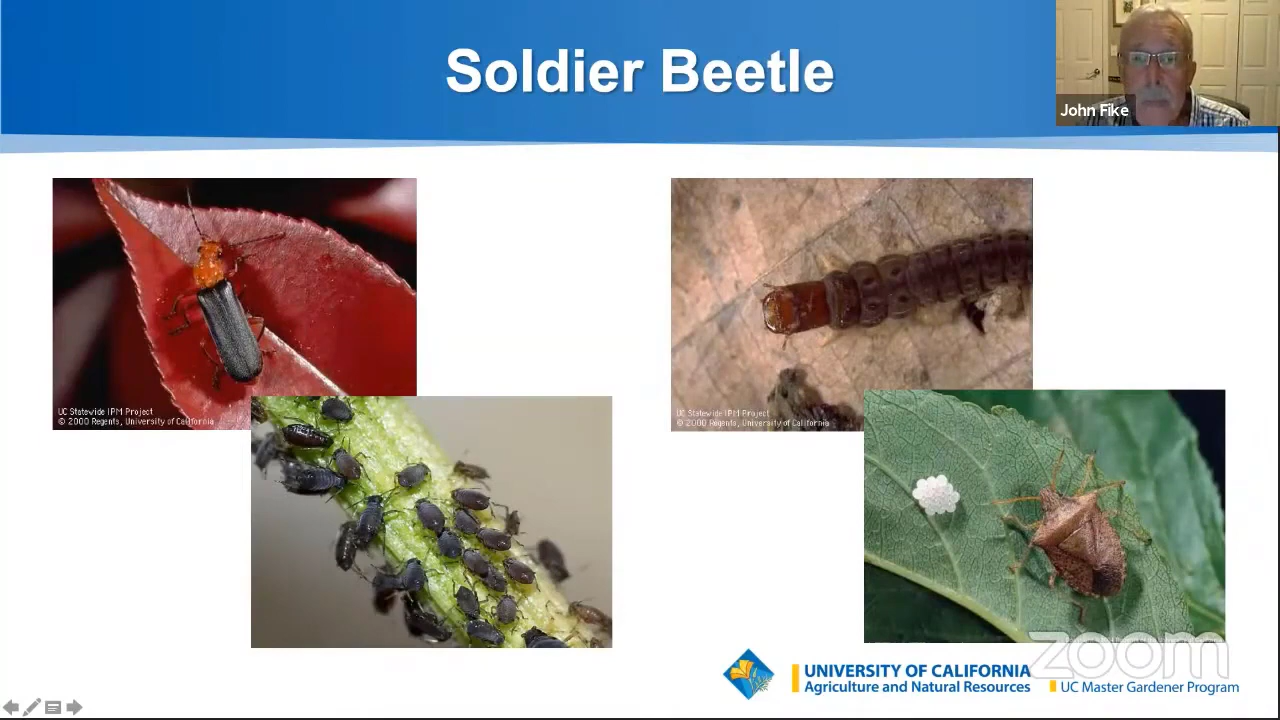 Soldier Beetle
John Fike
UC Statewide IPM Project
© 2000 Regents, University of California
UC Statewide IPM Project
© 2000 Regents, University of California
zoom
UNIVERSITY OF CALIFORNIA
Agriculture and Natural Resources
UC Master Gardener Program